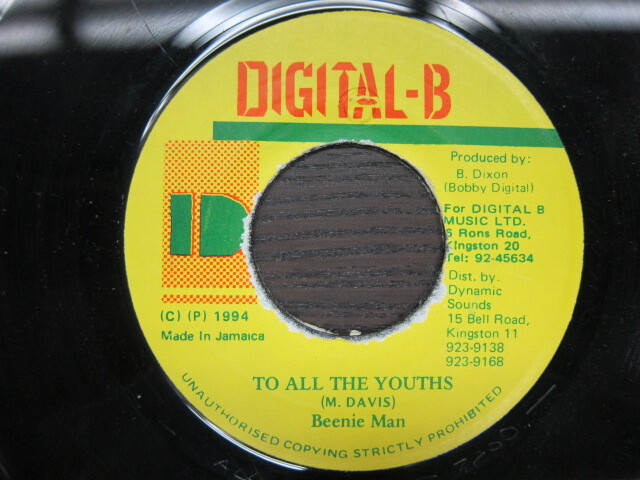 DIGITAL-B
Produced by:
B. Dixon
(Bobby Digital)
For DIGITAL B
MUSIC LTD.
6 Rons Road,
Kingston 20
Tel: 92-45634
Dist. by:
Dynamic
Sounds
15 Bell Road,
Kingston 11
923-9138
923-9168
D
(C) (P) 1994
Made In Jamaica
TO ALL THE YOUTHS
(M. DAVIS)
Beenie Man
UNAUTHORISED COPYING STRICTLY PROHIBITED